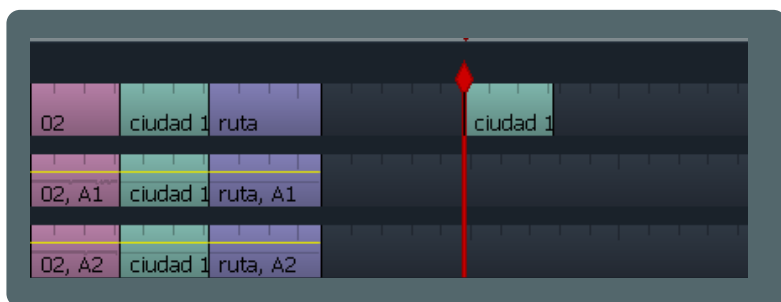 02 ciudad 1 ruta ciudad 1
02, A1 ciudad 1 ruta, A1
02, A2 ciudad 1 ruta, A2